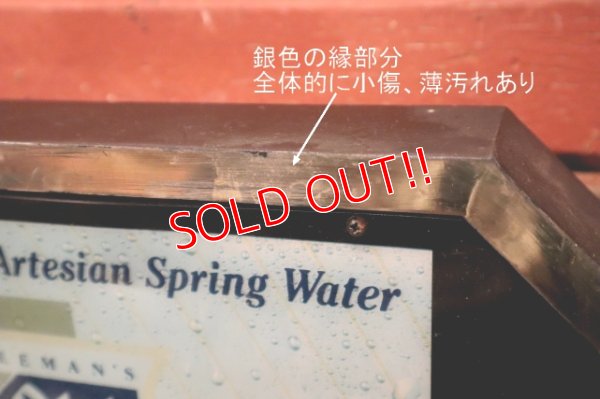 銀色の縁部分
全体的に小傷、薄汚れあり
SOLD OUT!!
Artesian Spring Water
EEMAN'S